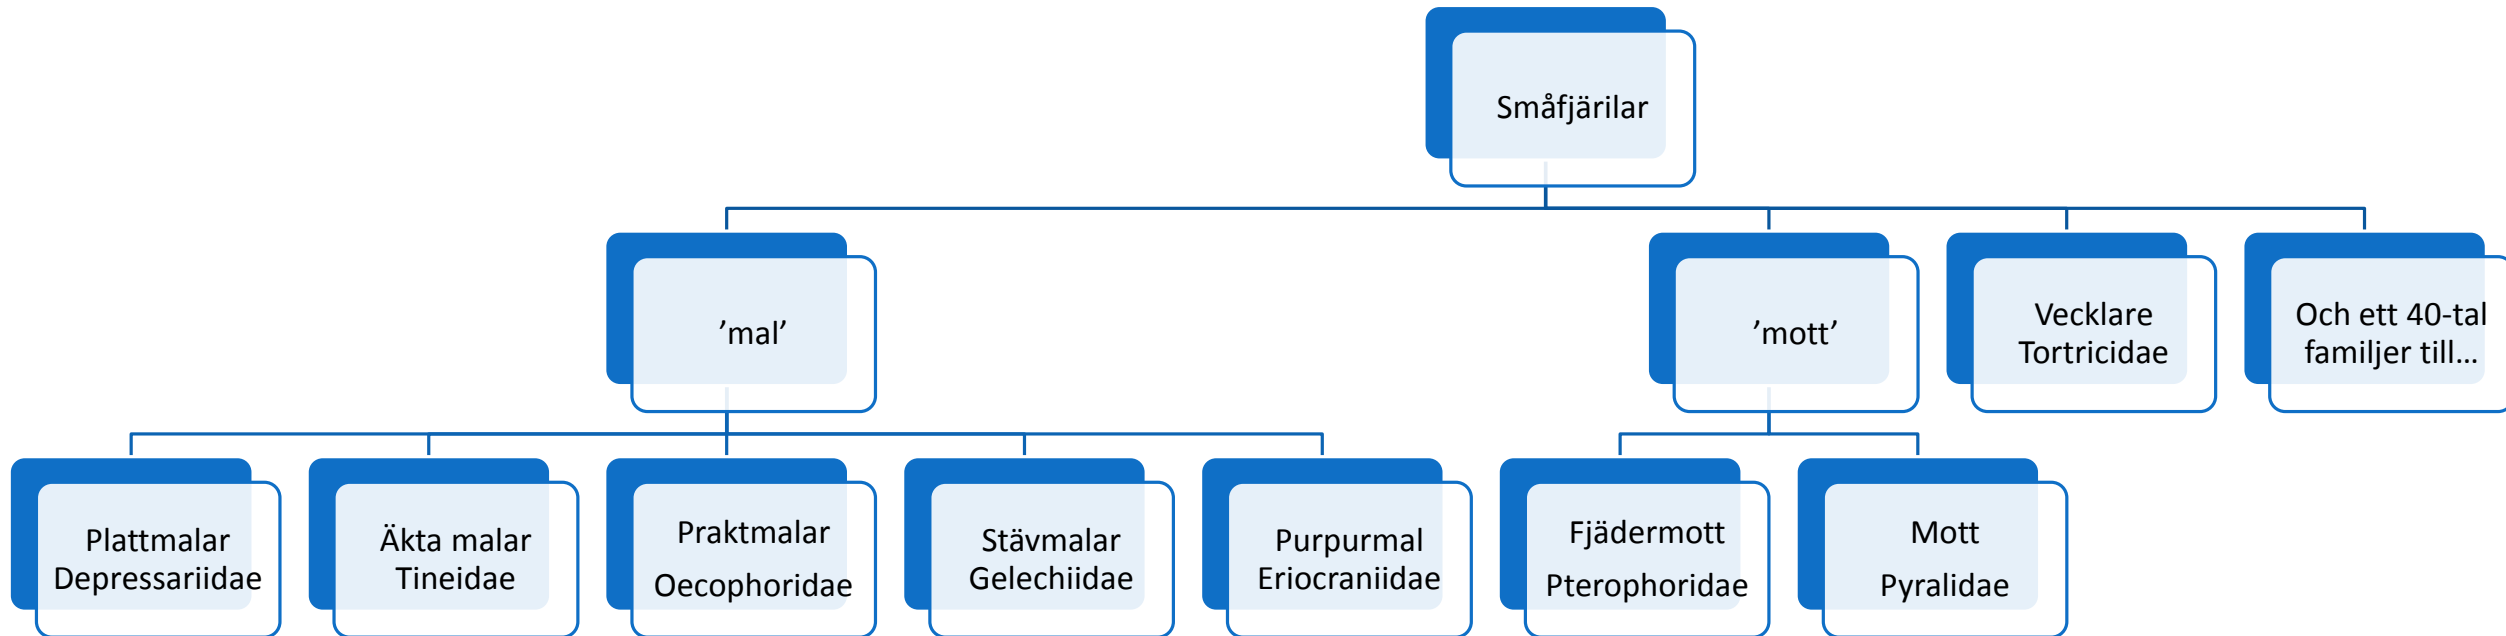 Småfjärilar
’mal’
’mott’
Vecklare
Tortricidae
Och ett 40-tal
familjer till...
Plattmalar
Depressariidae
Äkta malar
Tineidae
Praktmalar
Oecophoridae
Stävmalar
Gelechiidae
Purpurmal
Eriocraniidae
Fjädermott
Pterophoridae
Mott
Pyralidae